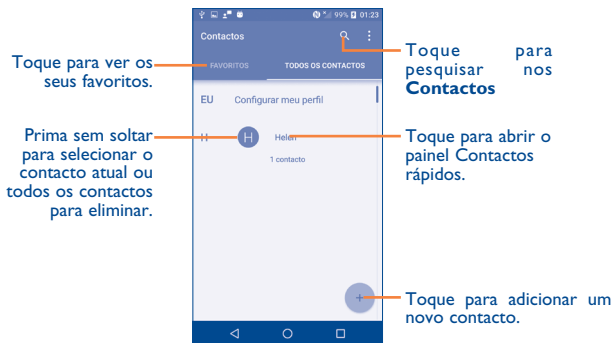 99% 01:23
Contactos
FAVORITOS
TODOS OS CONTACTOS
EU Configurar meu perfil
H H Helen
1 contacto
+
Toque para ver os
seus favoritos.
Prima sem soltar
para selecionar o
contacto atual ou
todos os contactos
para eliminar.
Toque para
pesquisar nos
Contactos
Toque para abrir o
painel Contactos
rápidos.
Toque para adicionar um
novo contacto.